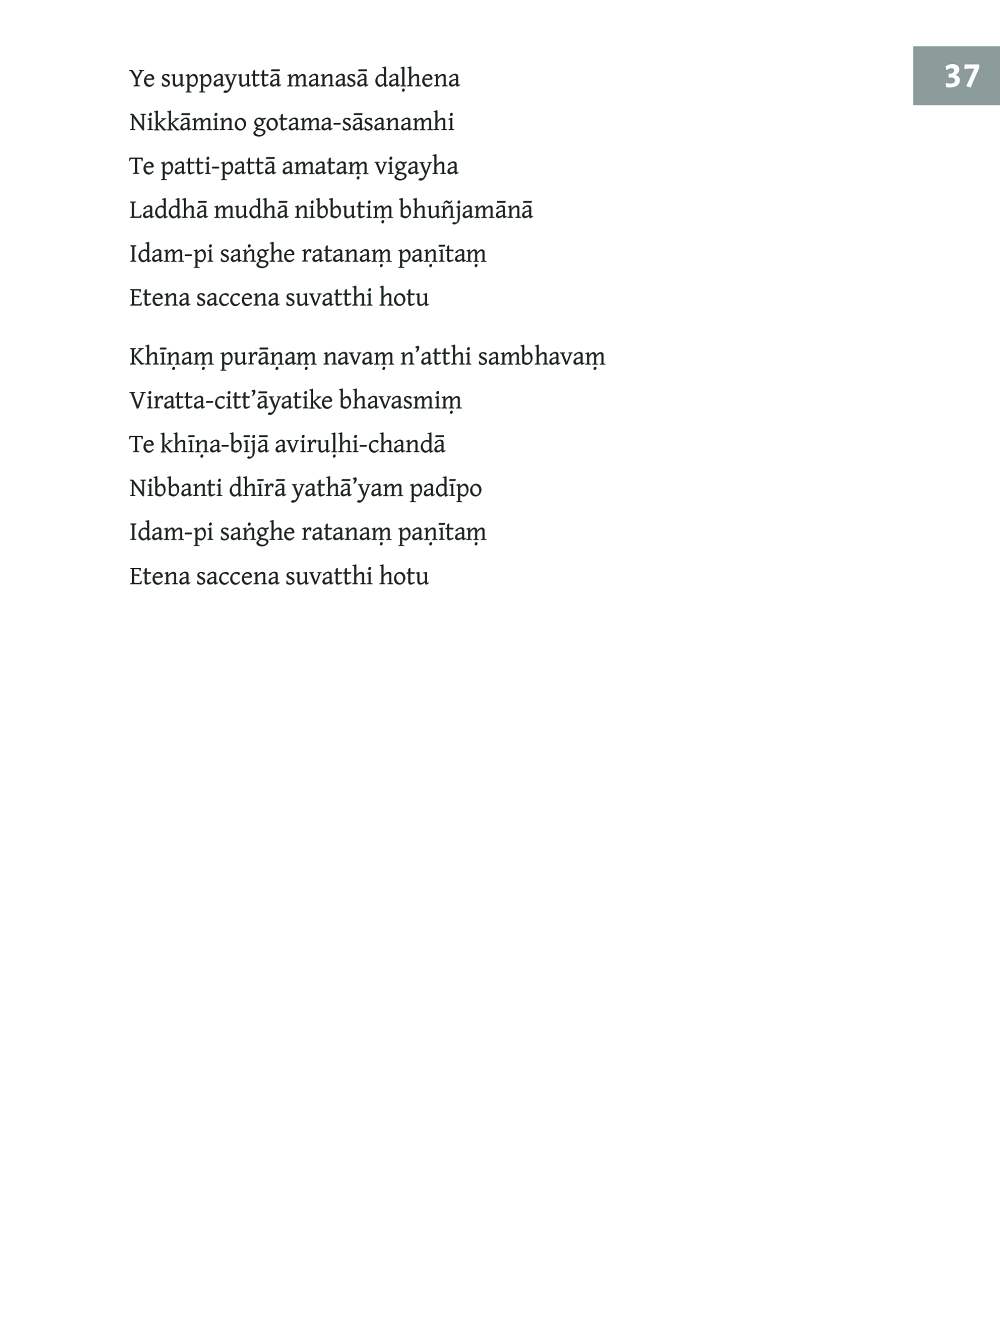 37
Ye suppayuttā manasā daḷhena
Nikkāmino gotama-sāsanamhi
Te patti-pattā amataṃ vigayha
Laddhā mudhā nibbutiṃ bhuñjamānā
Idam-pi saṅghe ratanaṃ paṇītaṃ
Etena saccena suvatthi hotu
Khīṇaṃ purāṇaṃ navaṃ n’atthi sambhavaṃ
Viratta-citt’āyatike bhavasmiṃ
Te khīṇa-bījā aviruḷhi-chandā
Nibbanti dhīrā yathā’yam padīpo
Idam-pi saṅghe ratanaṃ paṇītaṃ
Etena saccena suvatthi hotu